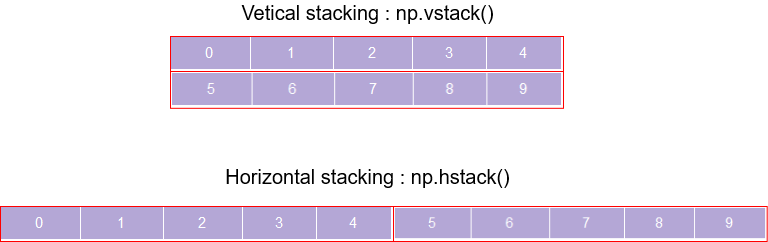 Vetical stacking : np.vstack()
0 1 2 3 4
5 6 7 8 9
Horizontal stacking : np.hstack()
0 1 2 3 4 5 6 7 8 9